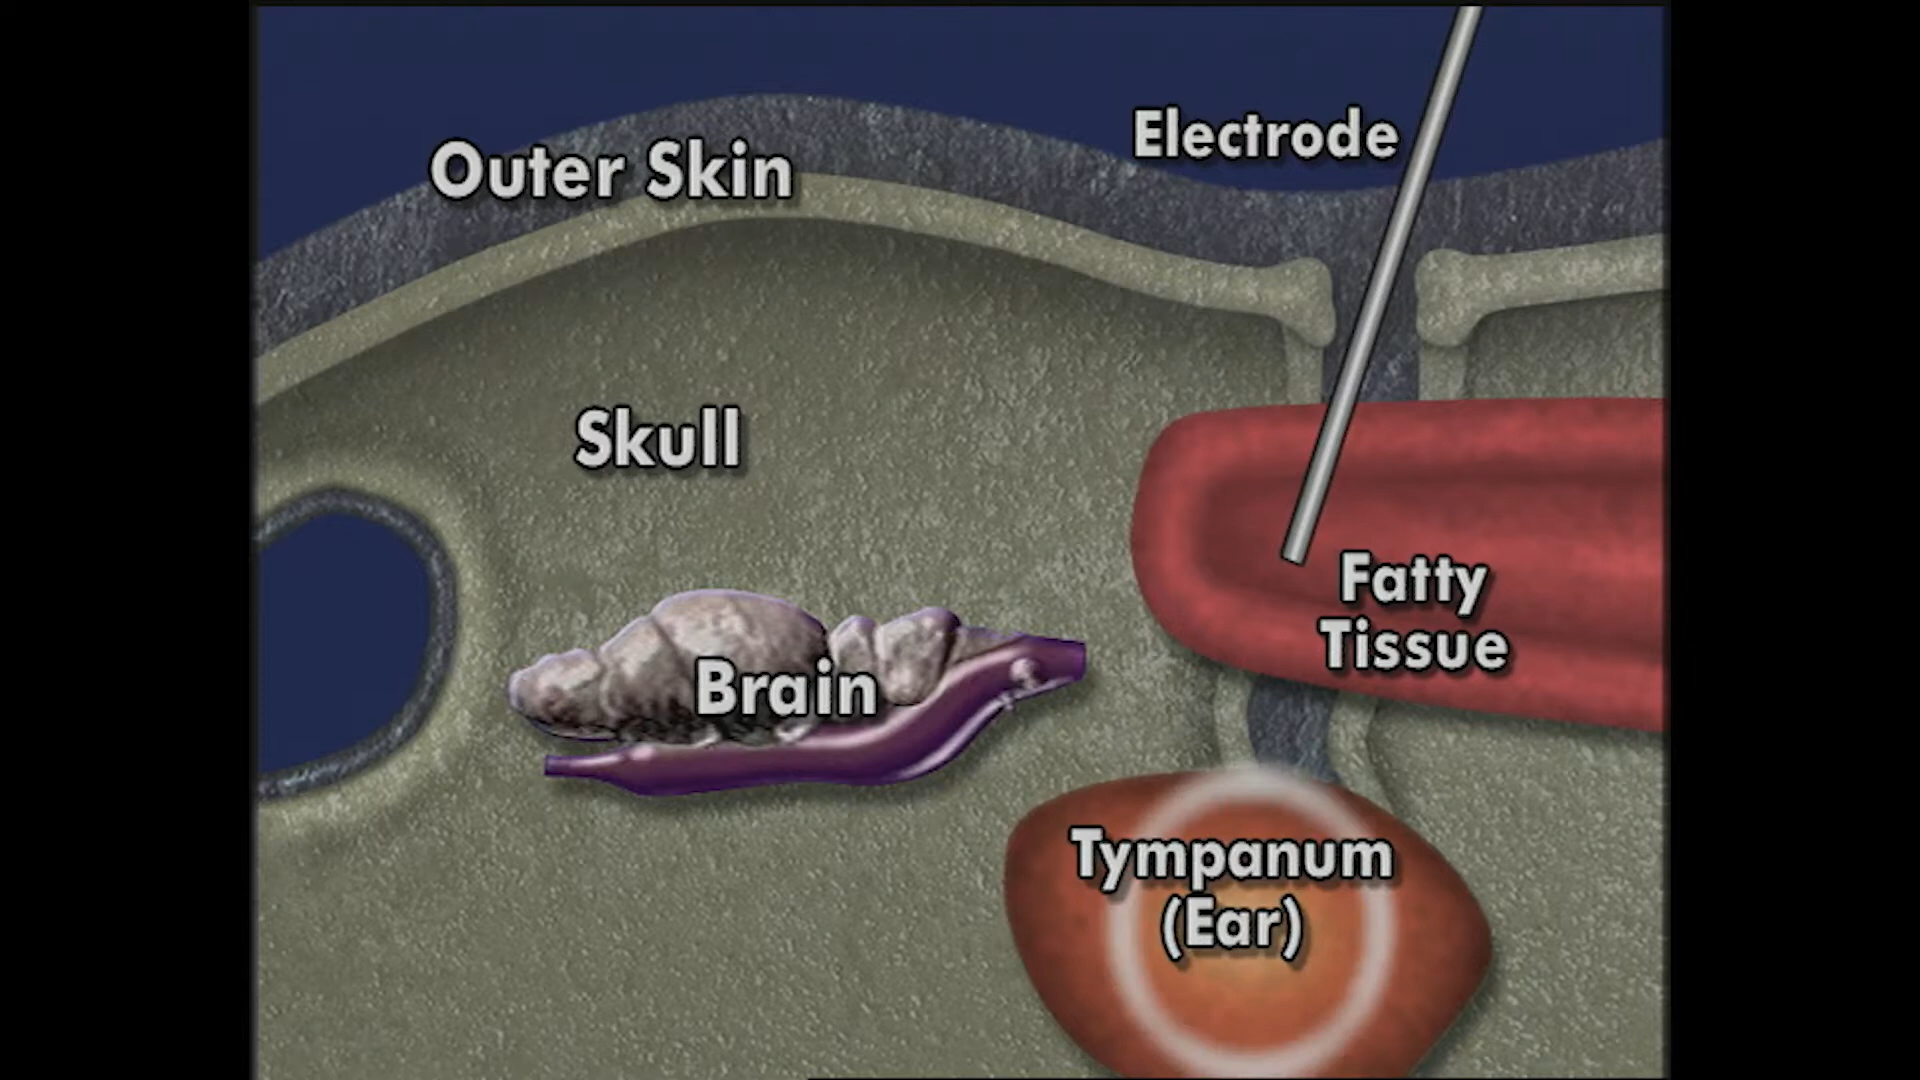 Electrode
Outer Skin
Skull
Fatty
Tissue
Brain
Tympanum
(Ear)